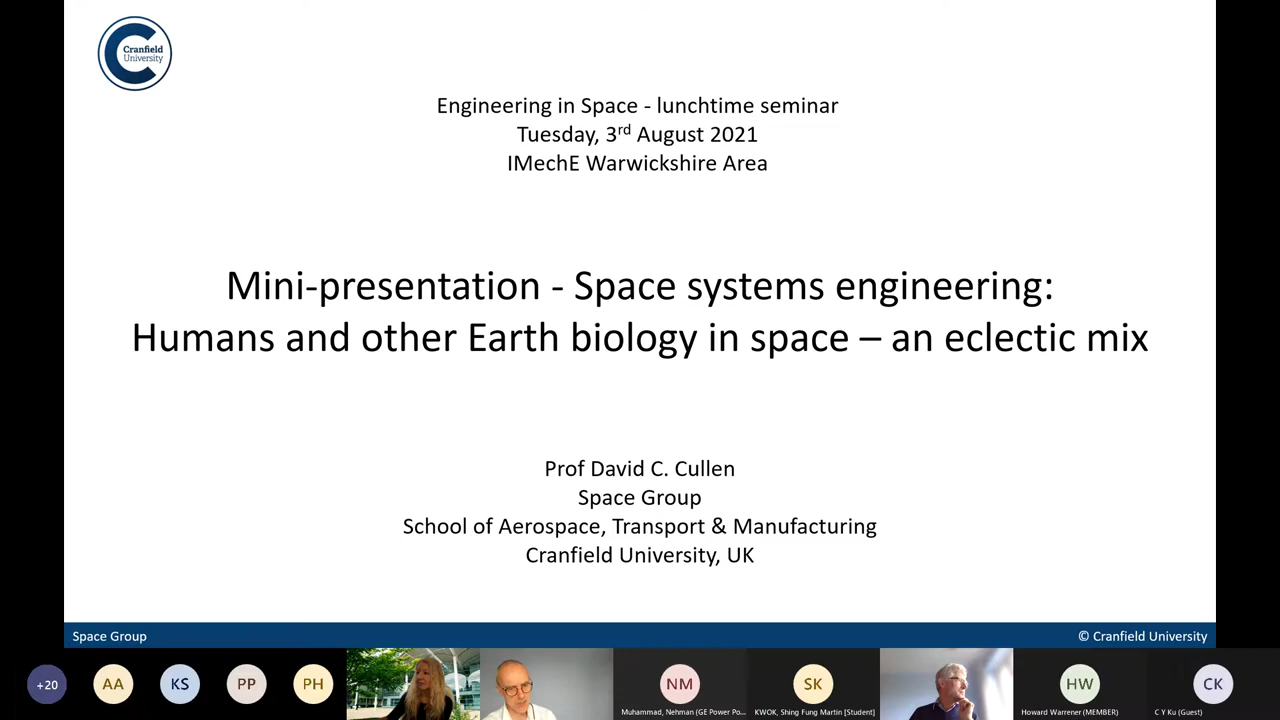 Cranfield
University
Engineering in Space - lunchtime seminar
Tuesday, 3rd August 2021
IMechE Warwickshire Area
Mini-presentation - Space systems engineering:
Humans and other Earth biology in space – an eclectic mix
Prof David C. Cullen
Space Group
School of Aerospace, Transport & Manufacturing
Cranfield University, UK
Space Group
© Cranfield University
+20
AA
KS
PP
PH
NM
SK
HW
CK
Muhammad, Nehman (GE Power Po...
KWOK, Shing Fung Martin [Student]
Howard Warrener (MEMBER)
C Y Ku (Guest)